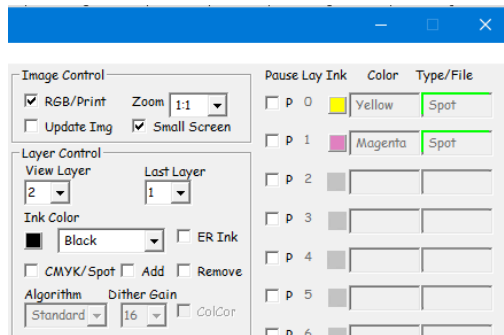 Image Control
RGB/Print Zoom 1:1
Update Img Small Screen
Layer Control
View Layer Last Layer
2 1
Ink Color
Black ER Ink
CMYK/Spot Add Remove
Algorithm Dither Gain
Standard 16 ColCor
Pause Lay Ink Color Type/File
P 0 Yellow Spot
P 1 Magenta Spot
P 2
P 3
P 4
P 5
P 6